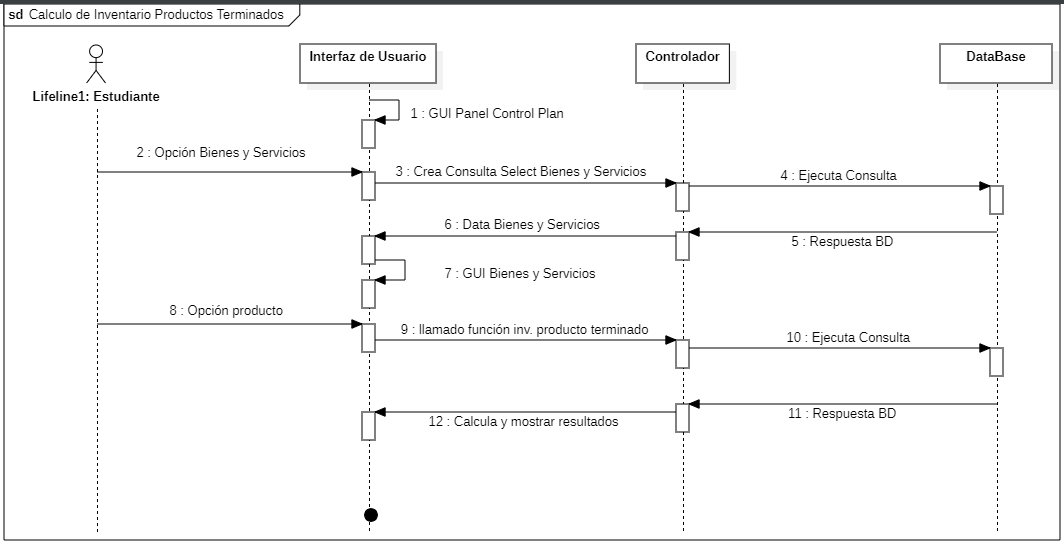 sd Calculo de Inventario Productos Terminados
Lifeline1: Estudiante
Interfaz de Usuario
Controlador
DataBase
1 : GUI Panel Control Plan
2 : Opción Bienes y Servicios
3 : Crea Consulta Select Bienes y Servicios
4 : Ejecuta Consulta
5 : Respuesta BD
6 : Data Bienes y Servicios
7 : GUI Bienes y Servicios
8 : Opción producto
9 : llamado función inv. producto terminado
10 : Ejecuta Consulta
11 : Respuesta BD
12 : Calcula y mostrar resultados